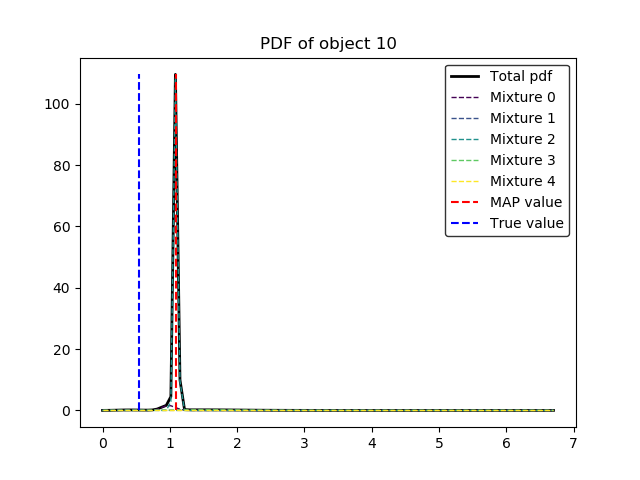 PDF of object 10
Total pdf
Mixture 0
Mixture 1
Mixture 2
Mixture 3
Mixture 4
MAP value
True value
100
80
60
40
20
0
0 1 2 3 4 5 6 7